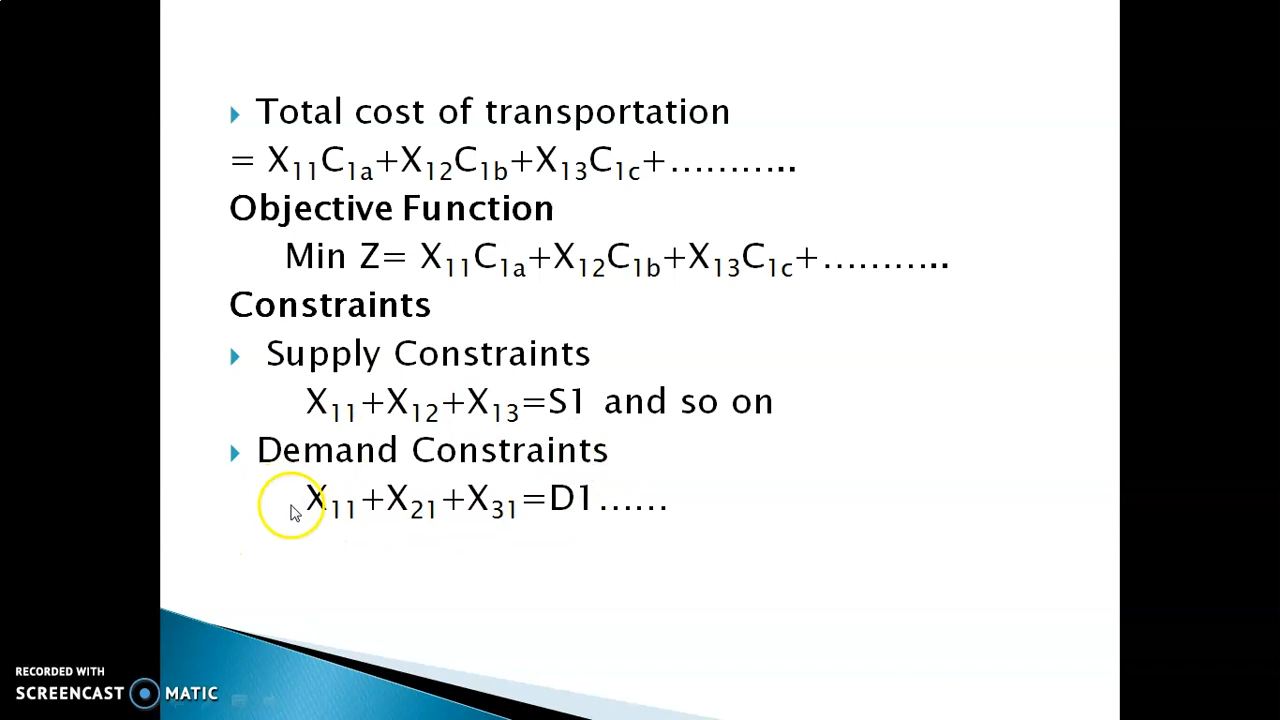 Total cost of transportation
= X₁₁C₁ₐ+X₁₂C₁b+X₁₃C₁c+………..
Objective Function
Min Z= X₁₁C₁ₐ+X₁₂C₁b+X₁₃C₁c+………..
Constraints
Supply Constraints
X₁₁+X₁₂+X₁₃=S1 and so on
Demand Constraints
X₁₁+X₂₁+X₃₁=D1……
RECORDED WITH
SCREENCAST MATIC